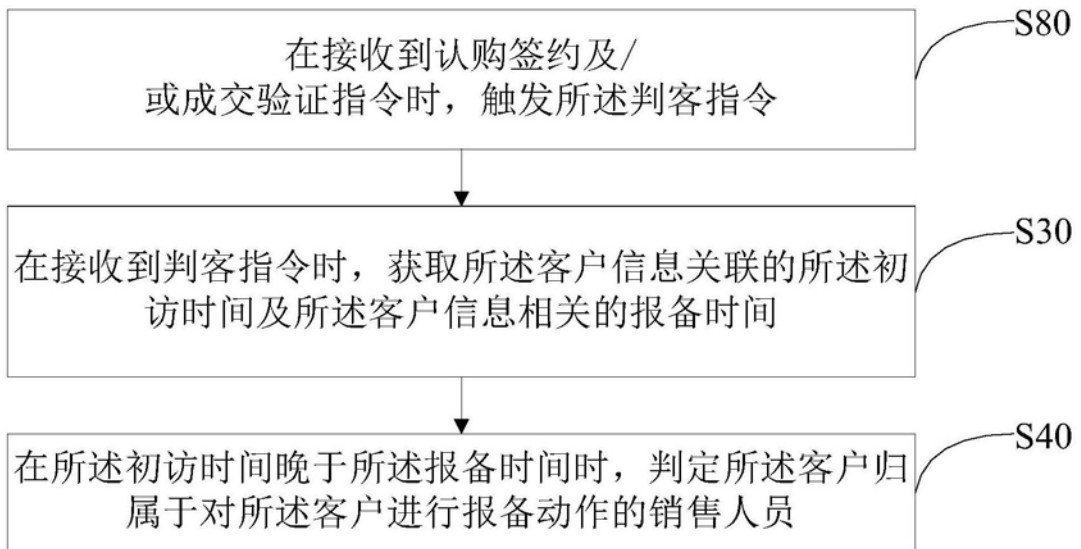 S80
在接收到认购签约及/
或成交验证指令时，触发所述判客指令
S30
在接收到判客指令时，获取所述客户信息关联的所述初
访时间及所述客户信息相关的报备时间
S40
在所述初访时间晚于所述报备时间时，判定所述客户归
属于对所述客户进行报备动作的销售人员